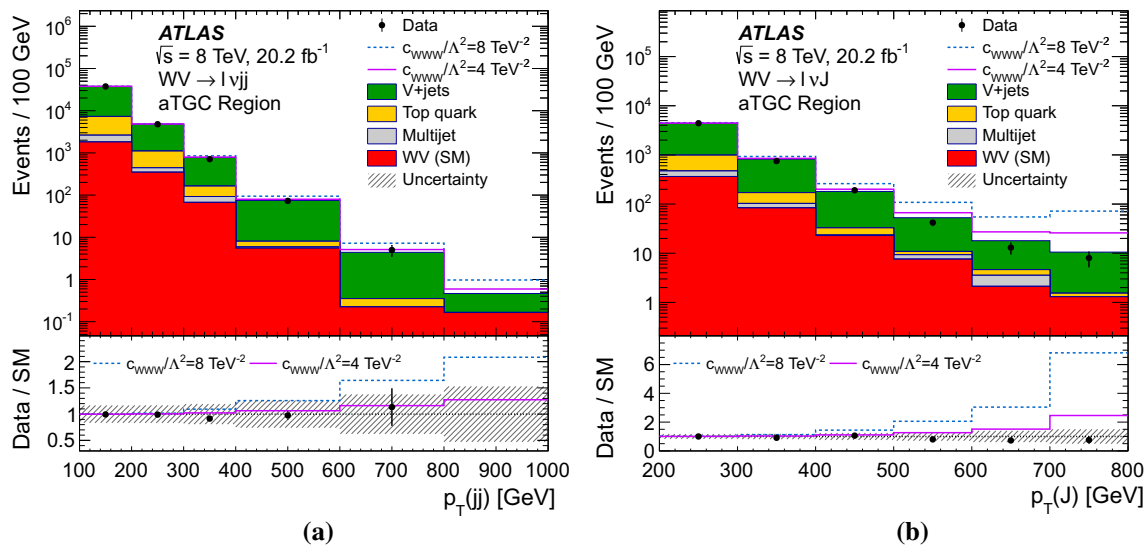 ATLAS
√s = 8 TeV, 20.2 fb⁻¹
WV → l νjj
aTGC Region
Data
c_WWW/Λ²=8 TeV⁻²
c_WWW/Λ²=4 TeV⁻²
V+jets
Top quark
Multijet
WV (SM)
Uncertainty
Events / 100 GeV
10⁶
10⁵
10⁴
10³
10²
10
1
10⁻¹
c_WWW/Λ²=8 TeV⁻² c_WWW/Λ²=4 TeV⁻²
Data / SM
2
1.5
1
0.5
100 200 300 400 500 600 700 800 900 1000
p_T(jj) [GeV]
(a)
ATLAS
√s = 8 TeV, 20.2 fb⁻¹
WV → l νJ
aTGC Region
Data
c_WWW/Λ²=8 TeV⁻²
c_WWW/Λ²=4 TeV⁻²
V+jets
Top quark
Multijet
WV (SM)
Uncertainty
Events / 100 GeV
10⁵
10⁴
10³
10²
10
1
c_WWW/Λ²=8 TeV⁻² c_WWW/Λ²=4 TeV⁻²
Data / SM
6
5
4
3
2
1
0
200 300 400 500 600 700 800
p_T(J) [GeV]
(b)